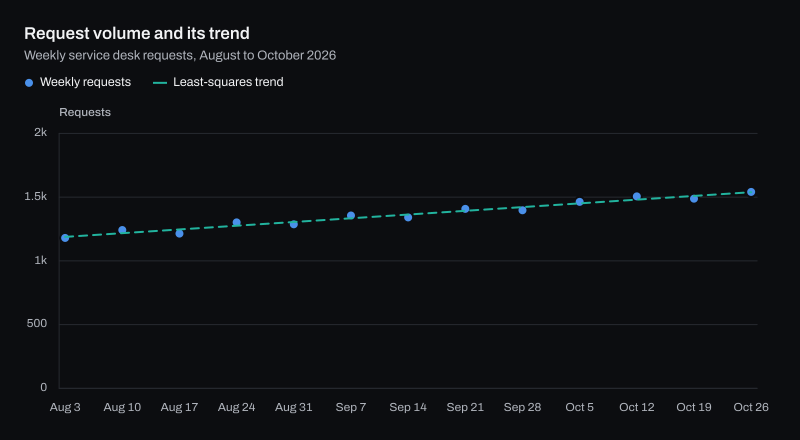 Request volume and its trend
Weekly service desk requests, August to October 2026
Weekly requests
Least-squares trend
Requests
2k
1.5k
1k
500
0
Aug 3 Aug 10 Aug 17 Aug 24 Aug 31 Sep 7 Sep 14 Sep 21 Sep 28 Oct 5 Oct 12 Oct 19 Oct 26